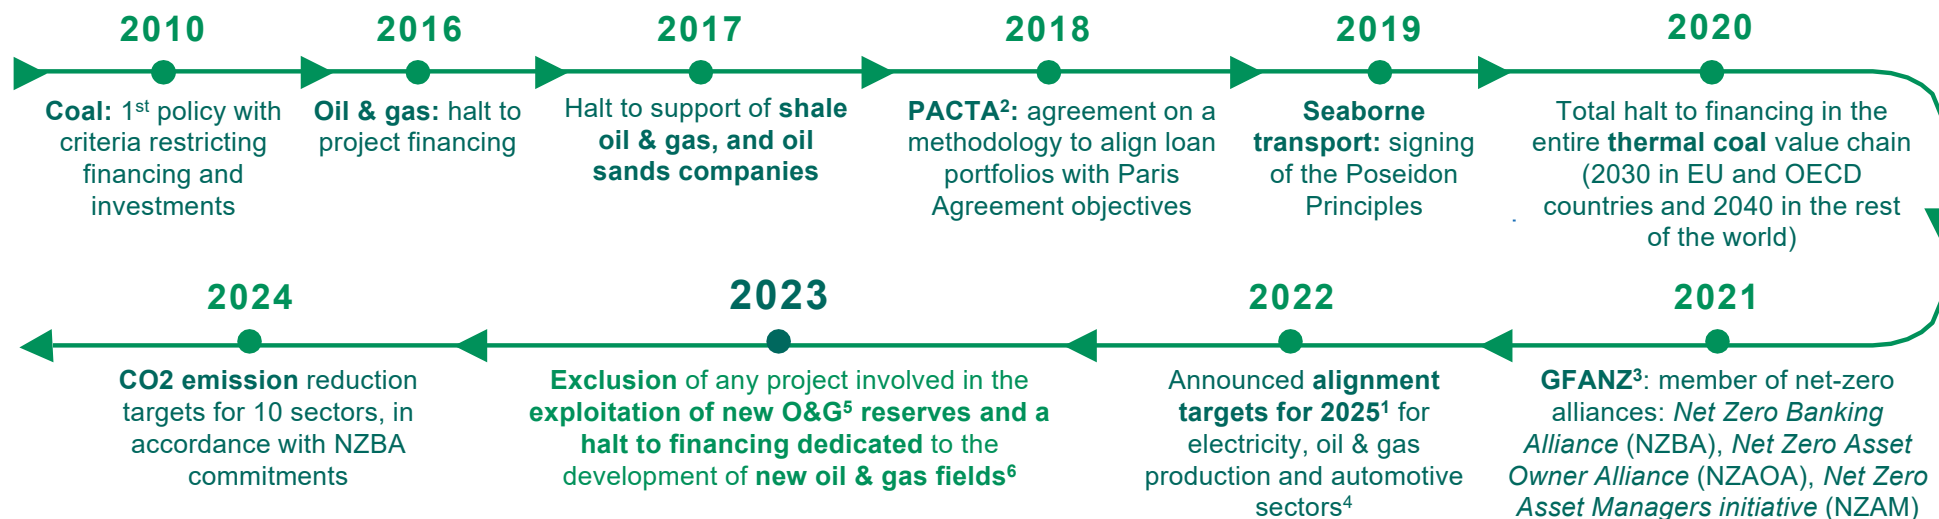 2010
Coal: 1st policy with
criteria restricting
financing and
investments
2016
Oil & gas: halt to
project financing
2017
Halt to support of shale
oil & gas, and oil
sands companies
2018
PACTA²: agreement on a
methodology to align loan
portfolios with Paris
Agreement objectives
2019
Seaborne
transport: signing
of the Poseidon
Principles
2020
Total halt to financing in the
entire thermal coal value chain
(2030 in EU and OECD
countries and 2040 in the rest
of the world)
2021
GFANZ³: member of net-zero
alliances: Net Zero Banking
Alliance (NZBA), Net Zero Asset
Owner Alliance (NZAOA), Net Zero
Asset Managers initiative (NZAM)
2022
Announced alignment
targets for 2025¹ for
electricity, oil & gas
production and automotive
sectors⁴
2023
Exclusion of any project involved in the
exploitation of new O&G⁵ reserves and a
halt to financing dedicated to the
development of new oil & gas fields⁶
2024
CO2 emission reduction
targets for 10 sectors, in
accordance with NZBA
commitments